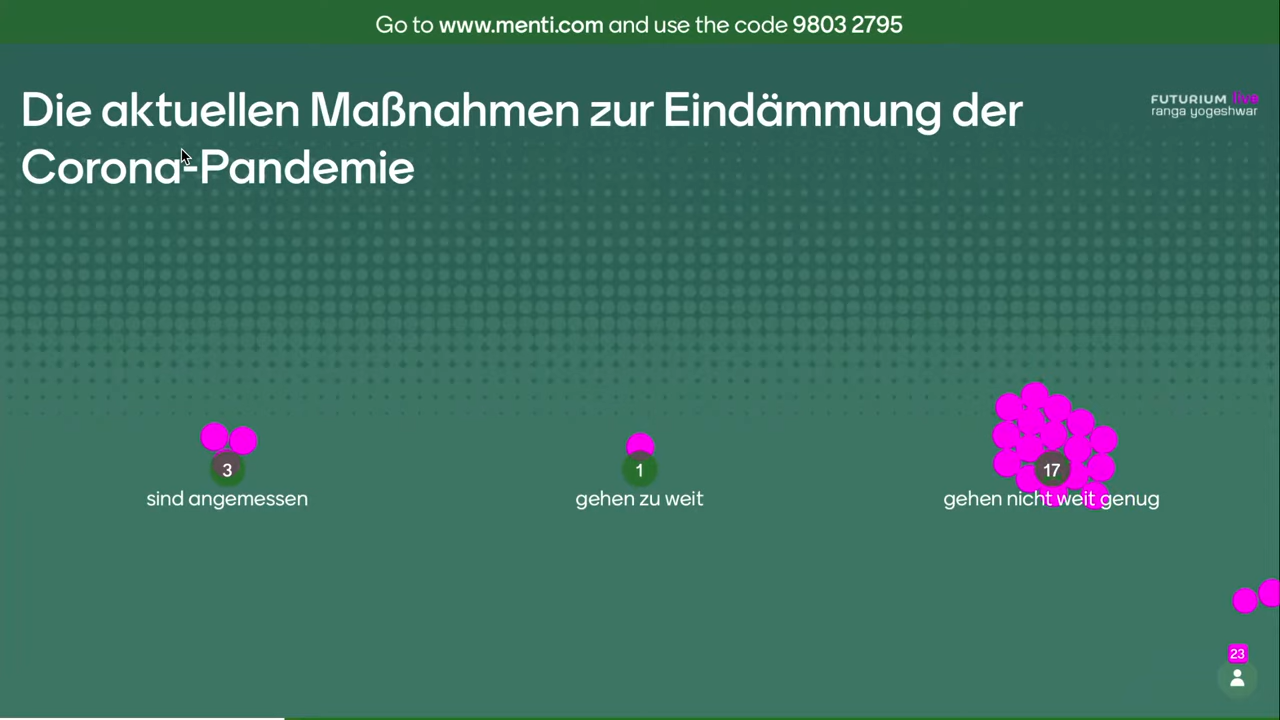 Go to www.menti.com and use the code 9803 2795
Die aktuellen Maßnahmen zur Eindämmung der
Corona-Pandemie
FUTURIUM live
ranga yogeshwar
3
1
17
sind angemessen
gehen zu weit
gehen nicht weit genug
23